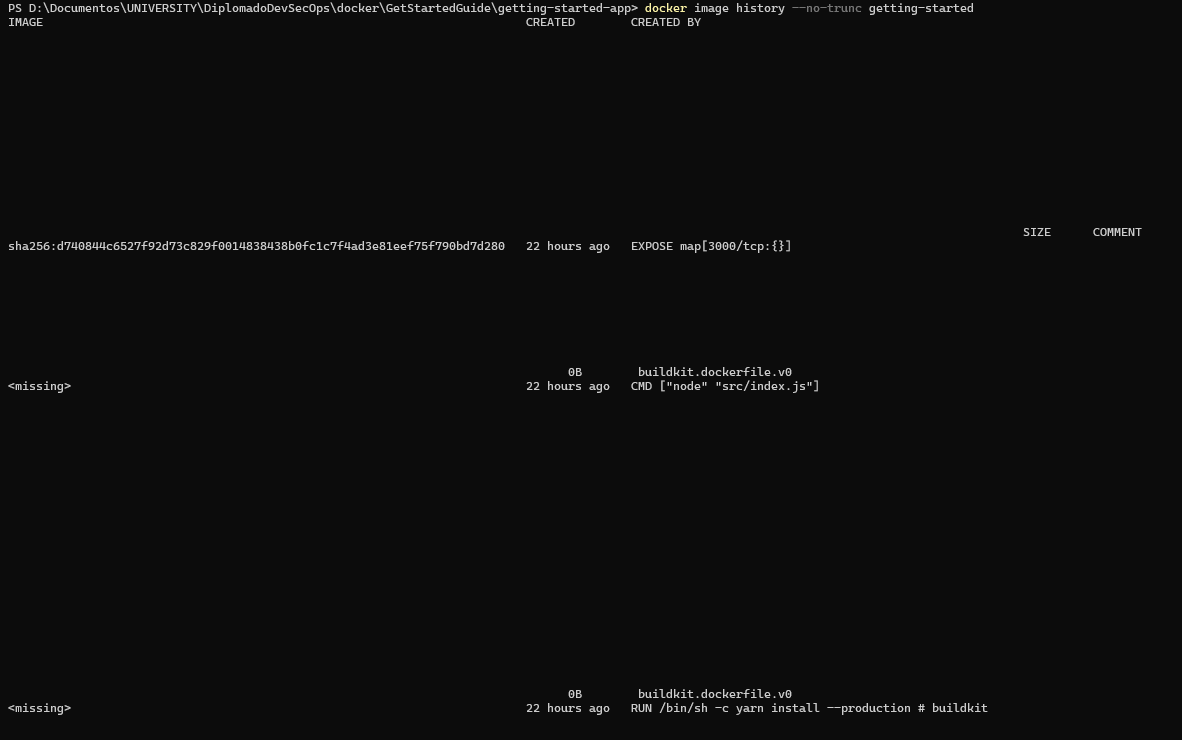 PS D:\Documentos\UNIVERSITY\DiplomadoDevSecOps\docker\GetStartedGuide\getting-started-app> docker image history --no-trunc getting-started
IMAGE CREATED CREATED BY
SIZE COMMENT
sha256:d740844c6527f92d73c829f0014838438b0fc1c7f4ad3e81eef75f790bd7d280 22 hours ago EXPOSE map[3000/tcp:{}]
0B buildkit.dockerfile.v0
<missing> 22 hours ago CMD ["node" "src/index.js"]
0B buildkit.dockerfile.v0
<missing> 22 hours ago RUN /bin/sh -c yarn install --production # buildkit